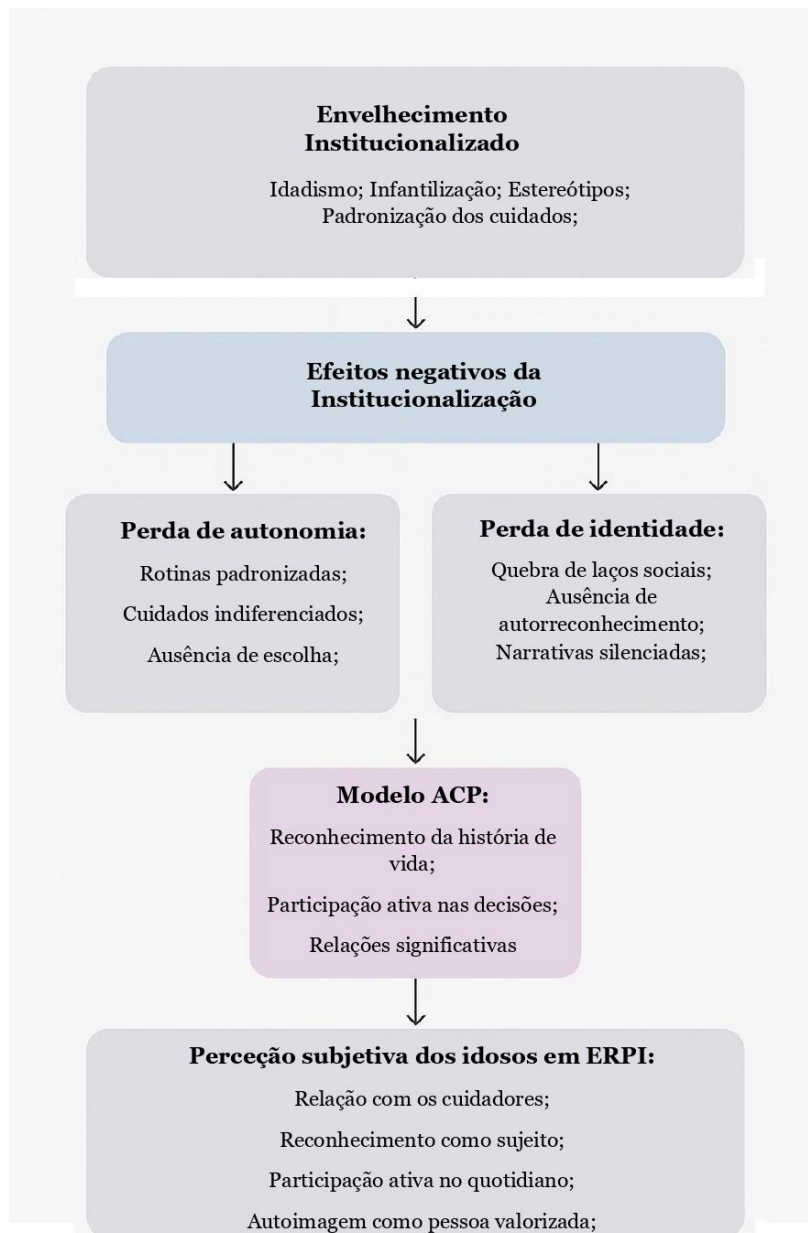 Envelhecimento
Institucionalizado
Idadismo; Infantilização; Estereótipos;
Padronização dos cuidados;
Efeitos negativos da
Institucionalização
Perda de autonomia:
Rotinas padronizadas;
Cuidados indiferenciados;
Ausência de escolha;
Perda de identidade:
Quebra de laços sociais;
Ausência de
autorreconhecimento;
Narrativas silenciadas;
Modelo ACP:
Reconhecimento da história de
vida;
Participação ativa nas decisões;
Relações significativas
Perceção subjetiva dos idosos em ERPI:
Relação com os cuidadores;
Reconhecimento como sujeito;
Participação ativa no quotidiano;
Autoimagem como pessoa valorizada;